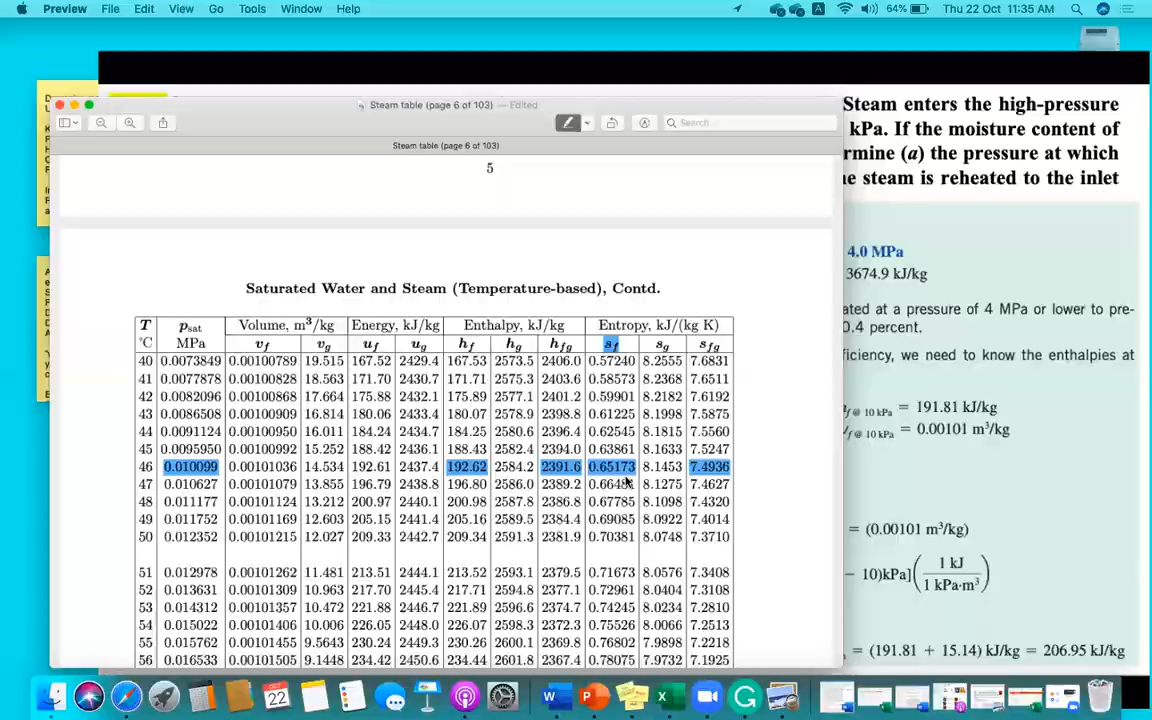 Preview File Edit View Go Tools Window Help 64% Thu 22 Oct 11:35 AM
Steam table (page 6 of 103) — Edited
Search
Steam table (page 6 of 103)
5
Saturated Water and Steam (Temperature-based), Contd.
T psat Volume, m³/kg Energy, kJ/kg Enthalpy, kJ/kg Entropy, kJ/(kg K)
°C MPa vf vg uf ug hf hg hfg sf sg sfg
40 0.0073849 0.00100789 19.515 167.52 2429.4 167.53 2573.5 2406.0 0.57240 8.2555 7.6831
41 0.0077878 0.00100828 18.563 171.70 2430.7 171.71 2575.3 2403.6 0.58573 8.2368 7.6511
42 0.0082096 0.00100868 17.664 175.88 2432.1 175.89 2577.1 2401.2 0.59901 8.2182 7.6192
43 0.0086508 0.00100909 16.814 180.06 2433.4 180.07 2578.9 2398.8 0.61225 8.1998 7.5875
44 0.0091124 0.00100950 16.011 184.24 2434.7 184.25 2580.6 2396.4 0.62545 8.1815 7.5560
45 0.0095950 0.00100992 15.252 188.42 2436.1 188.43 2582.4 2394.0 0.63861 8.1633 7.5247
46 0.010099 0.00101036 14.534 192.61 2437.4 192.62 2584.2 2391.6 0.65173 8.1453 7.4936
47 0.010627 0.00101079 13.855 196.79 2438.8 196.80 2586.0 2389.2 8.1275 7.4627
48 0.011177 0.00101124 13.212 200.97 2440.1 200.98 2587.8 2386.8 0.67785 8.1098 7.4320
49 0.011752 0.00101169 12.603 205.15 2441.4 205.16 2589.5 2384.4 0.69085 8.0922 7.4014
50 0.012352 0.00101215 12.027 209.33 2442.7 209.34 2591.3 2381.9 0.70381 8.0748 7.3710
51 0.012978 0.00101262 11.481 213.51 2444.1 213.52 2593.1 2379.5 0.71673 8.0576 7.3408
52 0.013631 0.00101309 10.963 217.70 2445.4 217.71 2594.8 2377.1 0.72961 8.0404 7.3108
53 0.014312 0.00101357 10.472 221.88 2446.7 221.89 2596.6 2374.7 0.74245 8.0234 7.2810
54 0.015022 0.00101406 10.006 226.05 2448.0 226.07 2598.3 2372.3 0.75526 8.0066 7.2513
55 0.015762 0.00101455 9.5643 230.24 2449.3 230.26 2600.1 2369.8 0.76802 7.9898 7.2218
56 0.016533 0.00101505 9.1448 234.42 2450.6 234.44 2601.8 2367.4 0.78075 7.9732 7.1925
Steam enters the high-pressure
kPa. If the moisture content of
rmine (a) the pressure at which
e steam is reheated to the inlet
4.0 MPa
3674.9 kJ/kg
ated at a pressure of 4 MPa or lower to pre-
0.4 percent.
ficiency, we need to know the enthalpies at
f @ 10 kPa = 191.81 kJ/kg
f @ 10 kPa = 0.00101 m³/kg
= (0.00101 m³/kg)
− 10)kPa](1 kJ / 1 kPa·m³)
= (191.81 + 15.14) kJ/kg = 206.95 kJ/kg
22